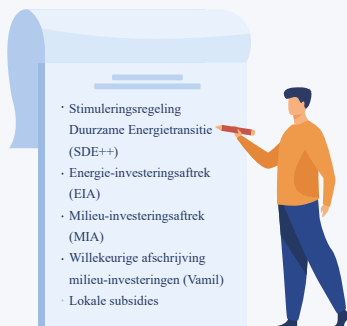 · Stimuleringsregeling
Duurzame Energietransitie
(SDE++)
· Energie-investeringsaftrek
(EIA)
· Milieu-investeringsaftrek
(MIA)
· Willekeurige afschrijving
milieu-investeringen (Vamil)
· Lokale subsidies